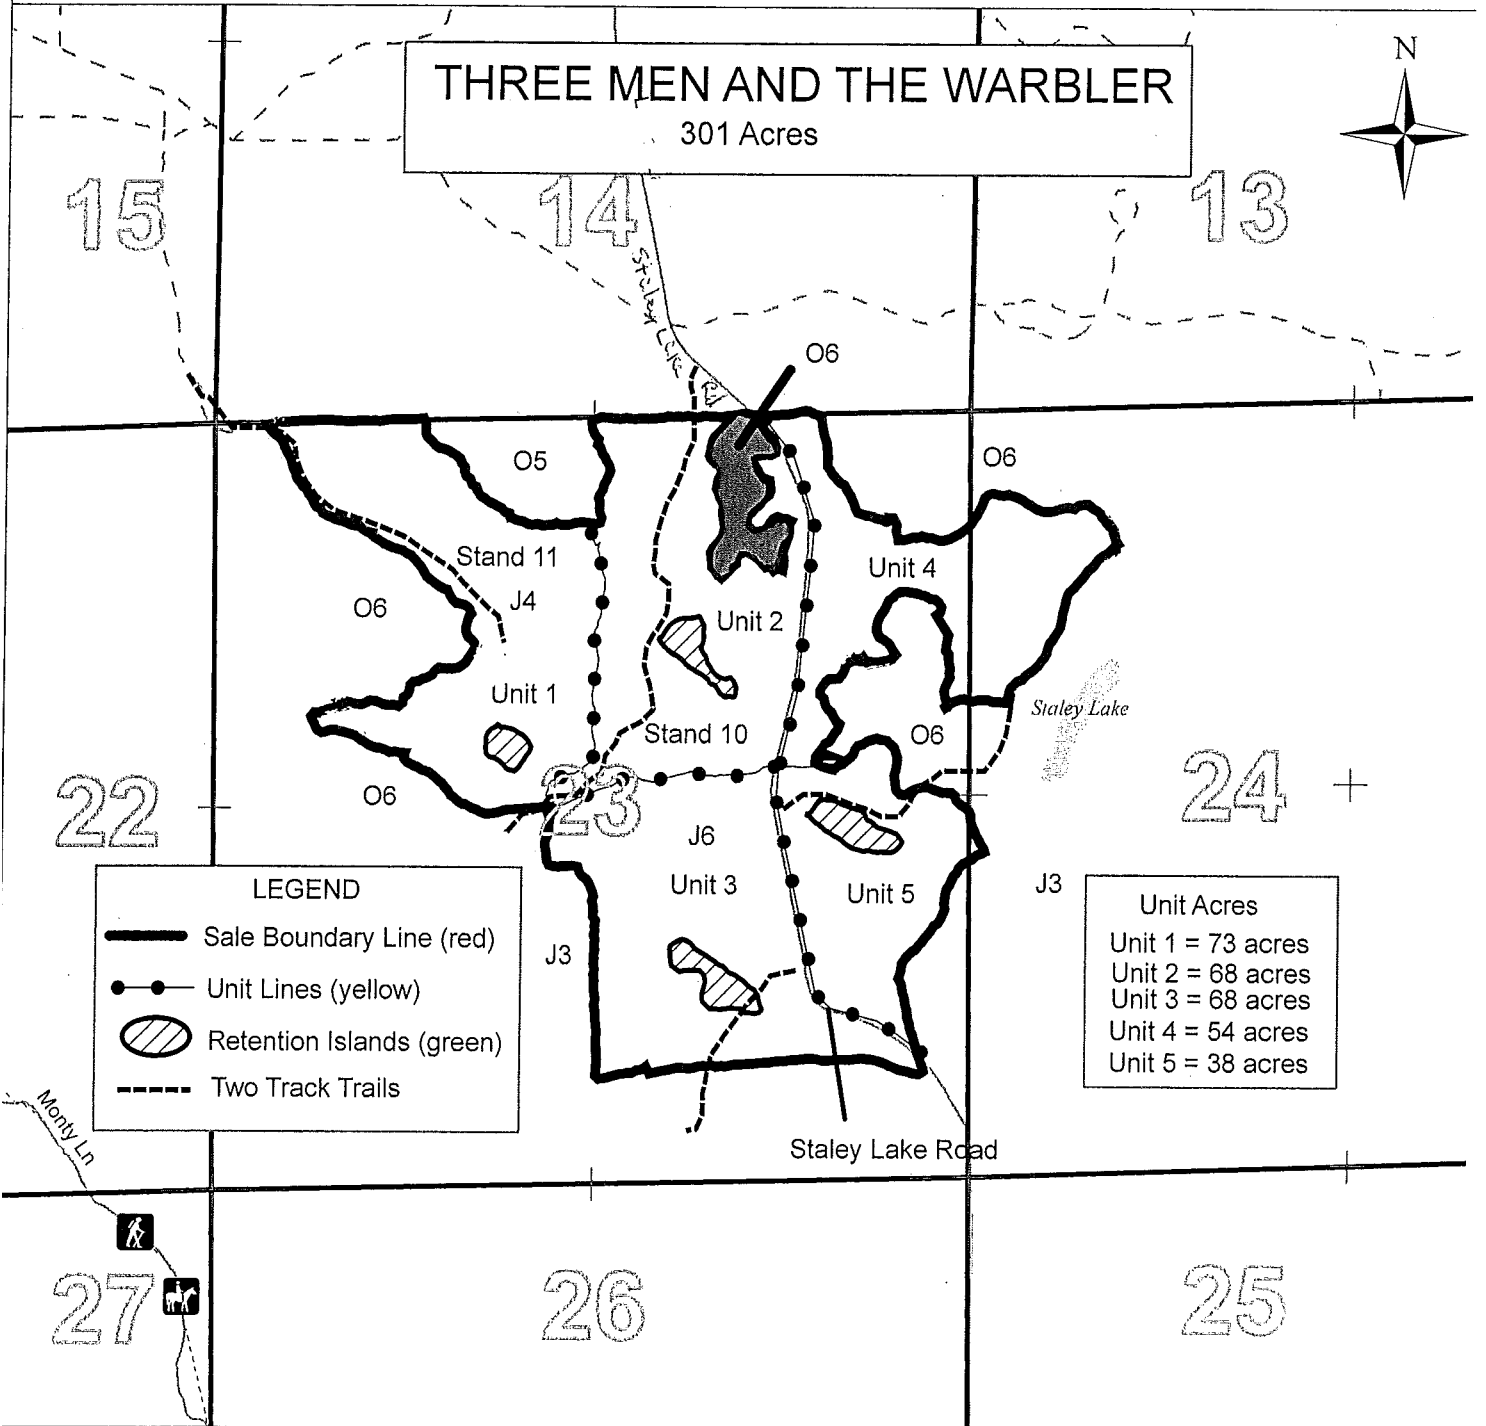 N
THREE MEN AND THE WARBLER
301 Acres
15
14
13
Staley Lake Rd
O6
O5
O6
Stand 11
Unit 4
J4
O6
Unit 2
Unit 1
Staley Lake
Stand 10
O6
O6
22
23
24
J6
Unit 3
Unit 5
J3
J3
LEGEND
Sale Boundary Line (red)
Unit Lines (yellow)
Retention Islands (green)
Two Track Trails
Unit Acres
Unit 1 = 73 acres
Unit 2 = 68 acres
Unit 3 = 68 acres
Unit 4 = 54 acres
Unit 5 = 38 acres
Monty Ln
Staley Lake Road
27
26
25